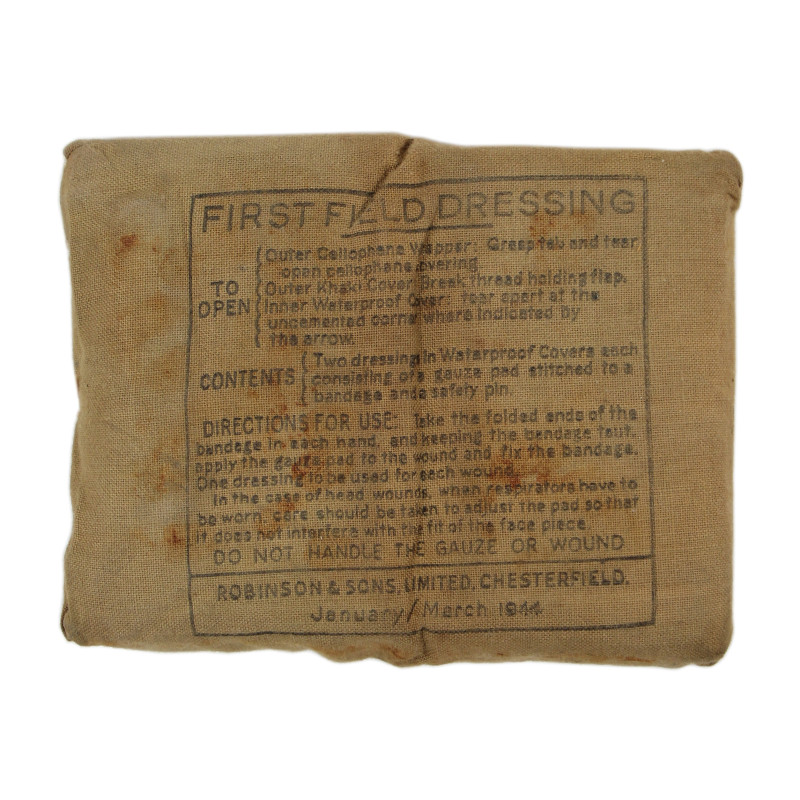 FIRST FIELD DRESSING
TO OPEN
Outer Cellophane Wrapper: Grasp tab and tear
open cellophane covering
Outer Khaki Cover Break thread holding flap.
Inner Waterproof Cover: tear apart at the
uncemented corner where indicated by
the arrow.
CONTENTS
Two dressing in Waterproof Covers each
consisting of a gauze pad stitched to a
bandage and a safety pin.
DIRECTIONS FOR USE: Take the folded ends of the
bandage in each hand, and keeping the bandage taut,
apply the gauze pad to the wound and fix the bandage.
One dressing to be used for each wound.
In the case of head wounds, when respirators have to
be worn, care should be taken to adjust the pad so that
it does not interfere with the fit of the face piece.
DO NOT HANDLE THE GAUZE OR WOUND
ROBINSON & SONS, LIMITED, CHESTERFIELD.
January/March 1944